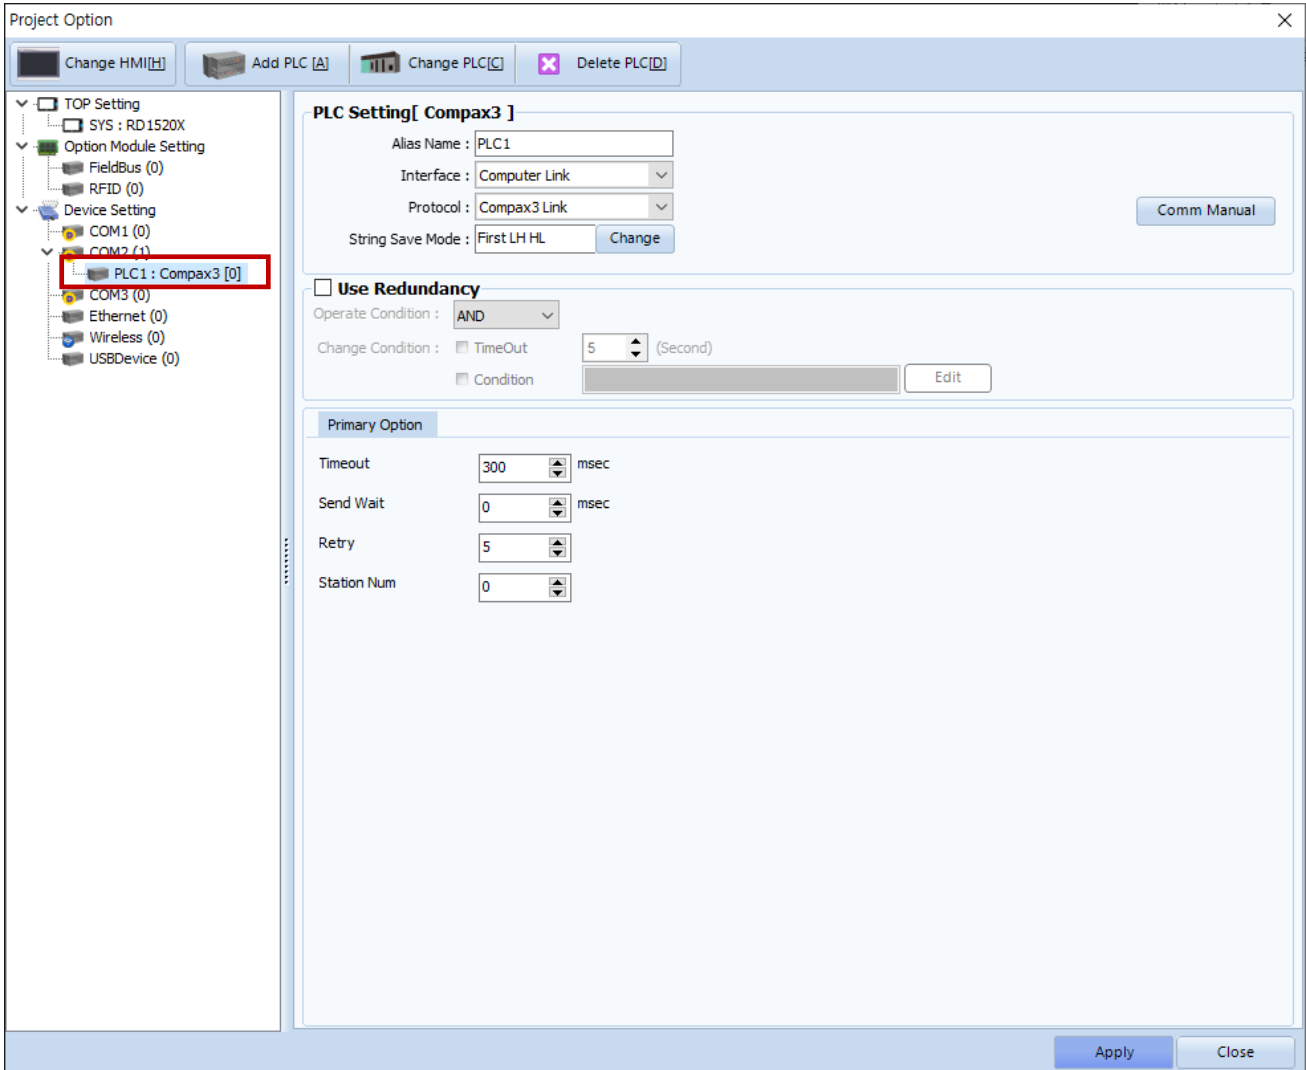 Project Option
Change HMI[H] Add PLC [A] Change PLC[C] Delete PLC[D]
TOP Setting
SYS : RD1520X
Option Module Setting
FieldBus (0)
RFID (0)
Device Setting
COM1 (0)
COM2 (1)
PLC1 : Compax3 [0]
COM3 (0)
Ethernet (0)
Wireless (0)
USBDevice (0)
PLC Setting[ Compax3 ]
Alias Name : PLC1
Interface : Computer Link
Protocol : Compax3 Link
Comm Manual
String Save Mode : First LH HL Change
Use Redundancy
Operate Condition : AND
Change Condition : TimeOut 5 (Second)
Condition Edit
Primary Option
Timeout 300 msec
Send Wait 0 msec
Retry 5
Station Num 0
Apply Close